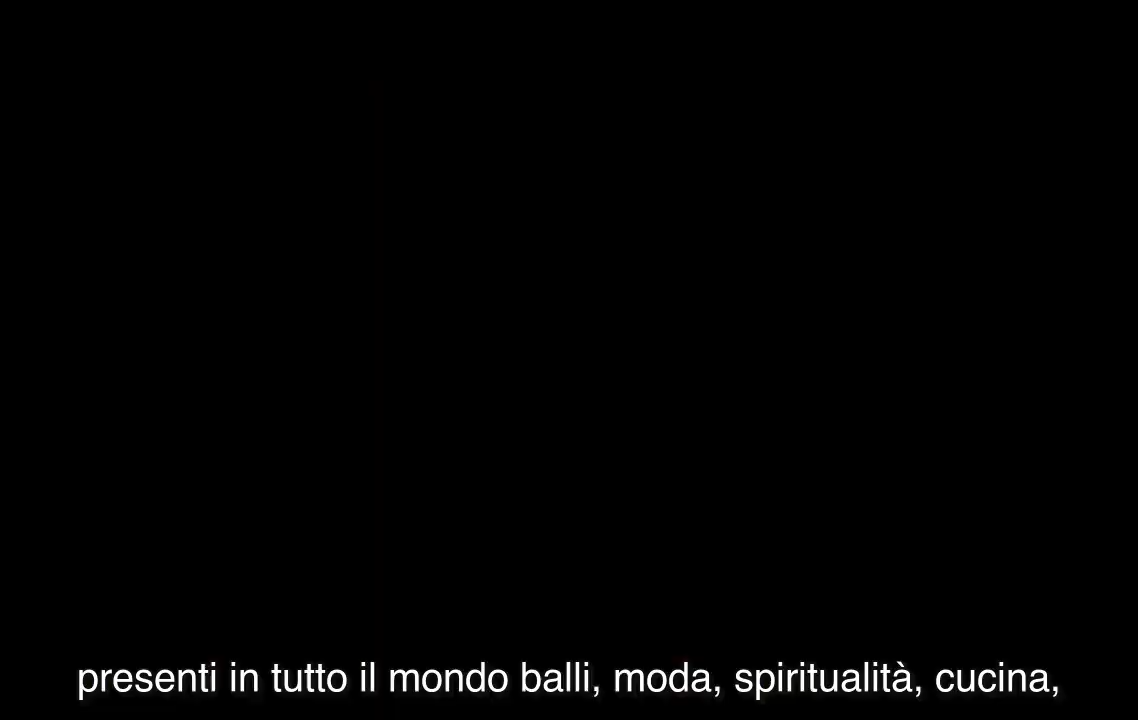 presenti in tutto il mondo balli, moda, spiritualità, cucina,